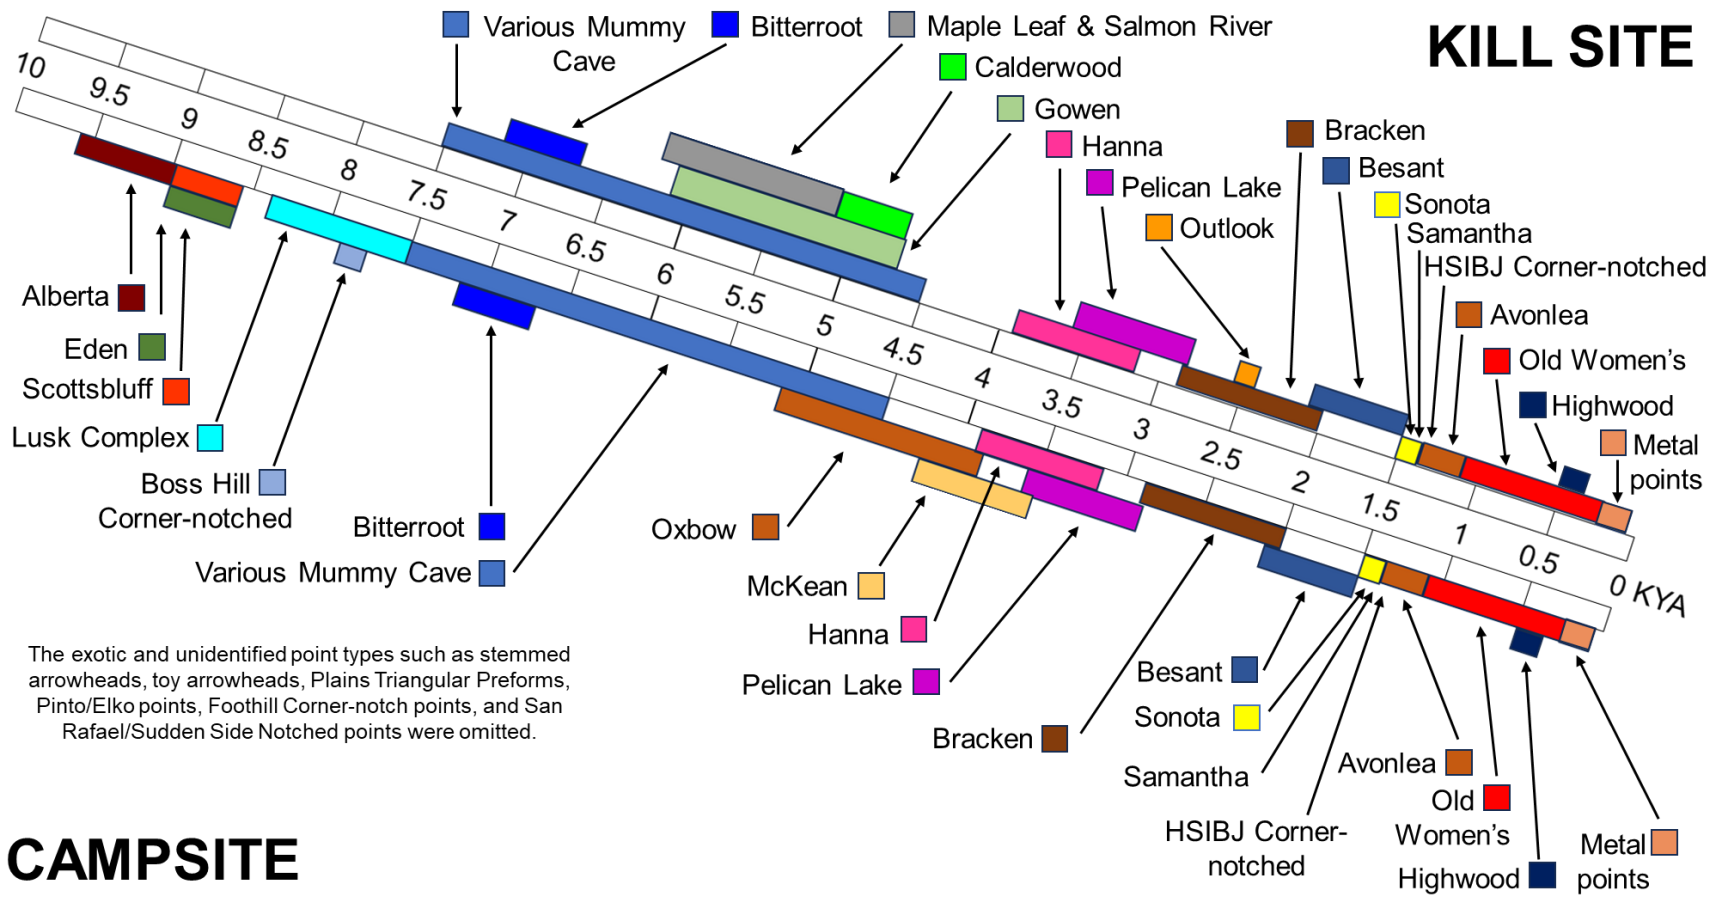 KILL SITE
Various Mummy
Cave
Bitterroot
Maple Leaf & Salmon River
Calderwood
Gowen
Hanna
Pelican Lake
Outlook
Bracken
Besant
Sonota
Samantha
HSIBJ Corner-notched
Avonlea
Old Women's
Highwood
Metal
points
10
9.5
9
8.5
8
7.5
7
6.5
6
5.5
5
4.5
4
3.5
3
2.5
2
1.5
1
0.5
0 KYA
Alberta
Eden
Scottsbluff
Lusk Complex
Boss Hill
Corner-notched
Bitterroot
Various Mummy Cave
Oxbow
McKean
Hanna
Pelican Lake
Bracken
Besant
Sonota
Samantha
HSIBJ Corner-
notched
Avonlea
Old
Women's
Highwood
Metal
points
The exotic and unidentified point types such as stemmed
arrowheads, toy arrowheads, Plains Triangular Preforms,
Pinto/Elko points, Foothill Corner-notch points, and San
Rafael/Sudden Side Notched points were omitted.
CAMPSITE